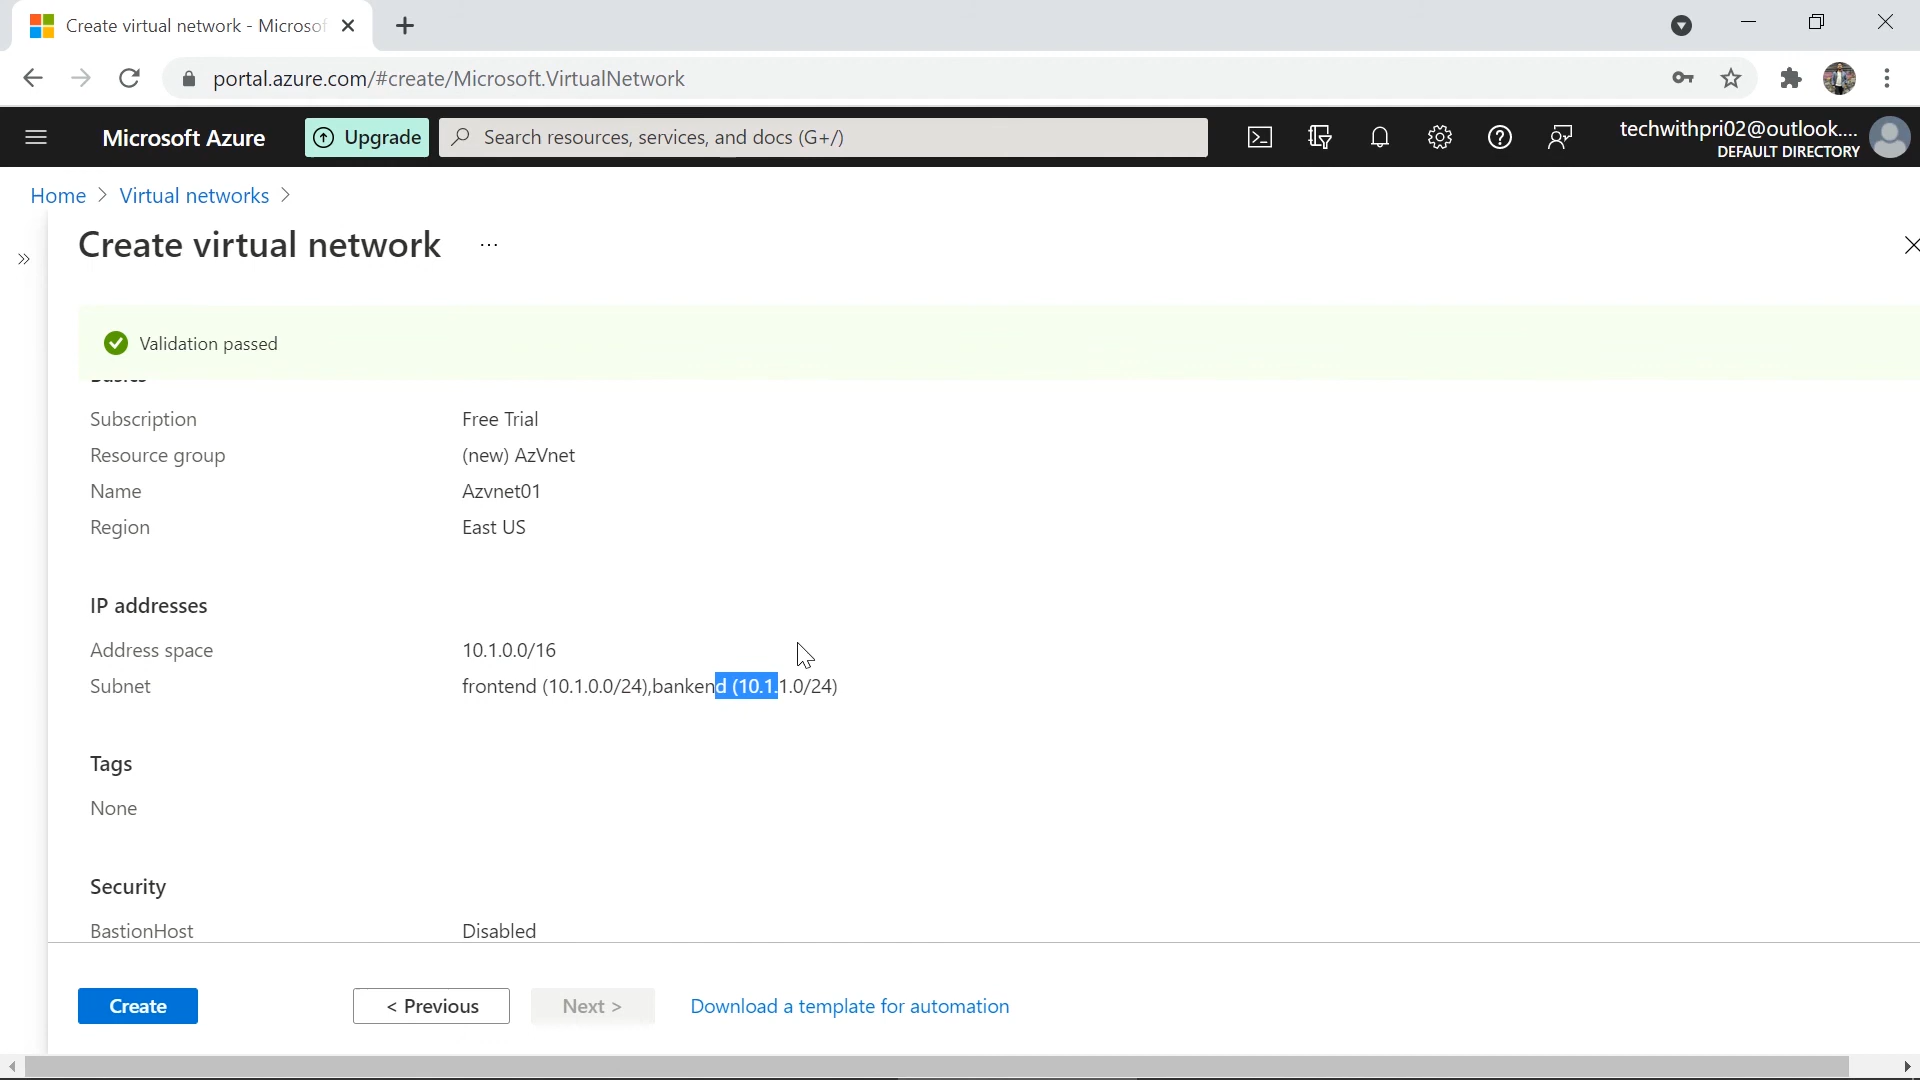 Create virtual network - Microsof
portal.azure.com/#create/Microsoft.VirtualNetwork
Microsoft Azure
Upgrade
Search resources, services, and docs (G+/)
techwithpri02@outlook....
DEFAULT DIRECTORY
Home > Virtual networks >
Create virtual network ...
Validation passed
Basics
Subscription Free Trial
Resource group (new) AzVnet
Name Azvnet01
Region East US
IP addresses
Address space 10.1.0.0/16
Subnet frontend (10.1.0.0/24),bankend (10.1.1.0/24)
Tags
None
Security
BastionHost Disabled
Create
< Previous
Next >
Download a template for automation